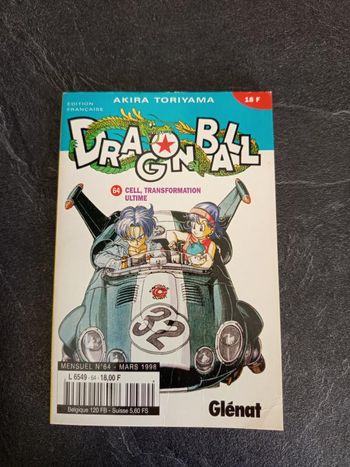 AKIRA TORIYAMA
18 F
EDITION
FRANÇAISE
DRAGON BALL
64 CELL, TRANSFORMATION
ULTIME
32
MENSUEL N°64 - MARS 1998
L 6549 - 64 - 18,00 F
Belgique 120 FB - Suisse 5,60 FS
Glénat